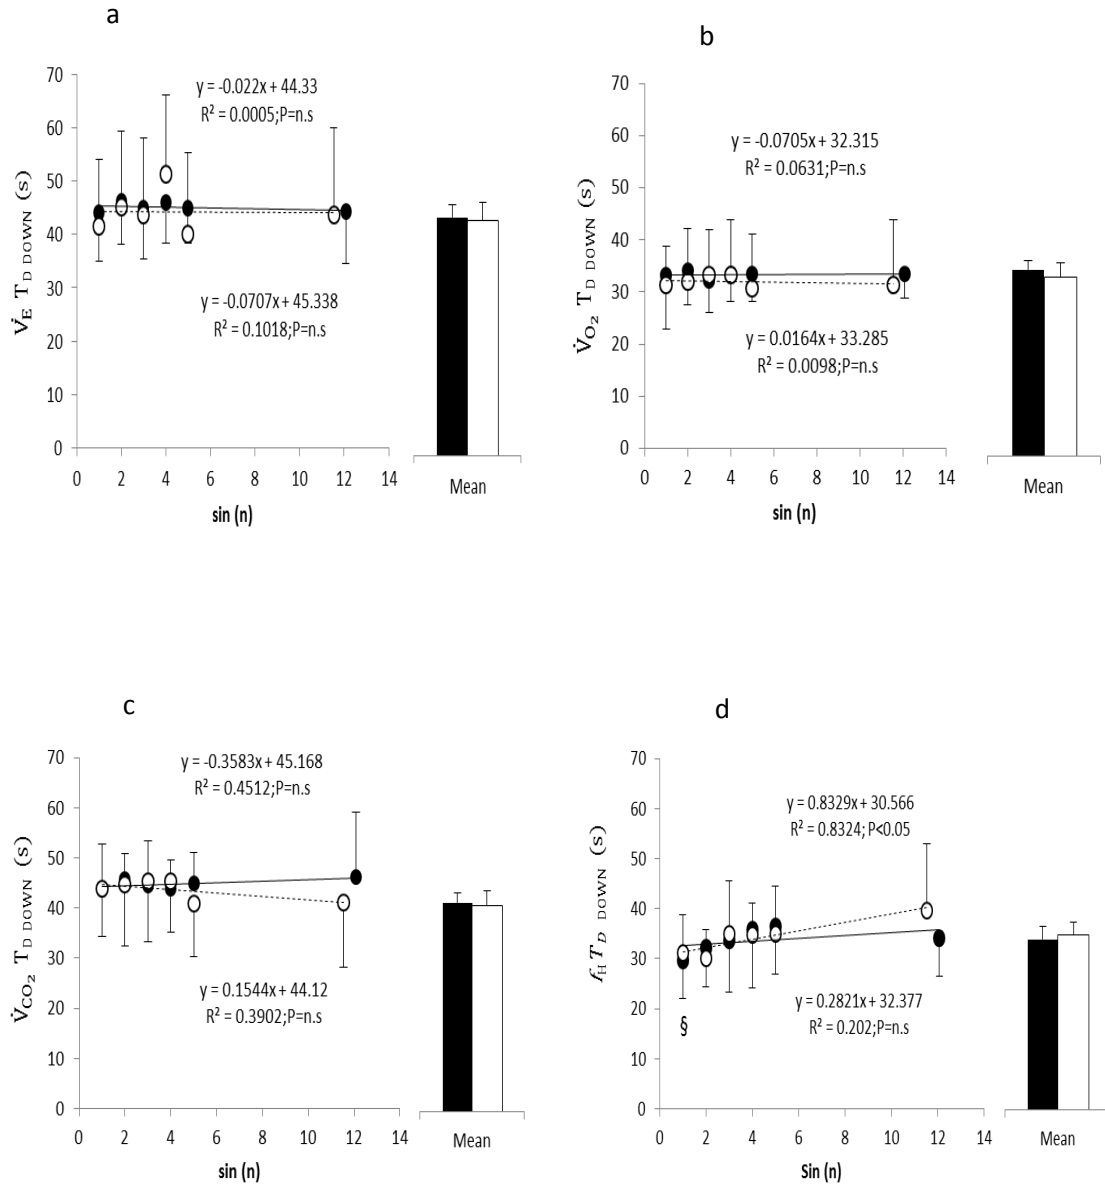 a
70
60
50
40
30
20
10
0
V̇E T D DOWN (s)
y = -0.022x + 44.33
R² = 0.0005;P=n.s
y = -0.0707x + 45.338
R² = 0.1018;P=n.s
0 2 4 6 8 10 12 14
sin (n)
Mean
b
70
60
50
40
30
20
10
0
V̇O₂ T D DOWN (s)
y = -0.0705x + 32.315
R² = 0.0631;P=n.s
y = 0.0164x + 33.285
R² = 0.0098;P=n.s
0 2 4 6 8 10 12 14
sin (n)
Mean
c
70
60
50
40
30
20
10
0
V̇CO₂ T D DOWN (s)
y = -0.3583x + 45.168
R² = 0.4512;P=n.s
y = 0.1544x + 44.12
R² = 0.3902;P=n.s
0 2 4 6 8 10 12 14
sin (n)
Mean
d
70
60
50
40
30
20
10
0
fH T D DOWN (s)
y = 0.8329x + 30.566
R² = 0.8324; P<0.05
y = 0.2821x + 32.377
R² = 0.202;P=n.s
§
0 2 4 6 8 10 12 14
Sin (n)
Mean